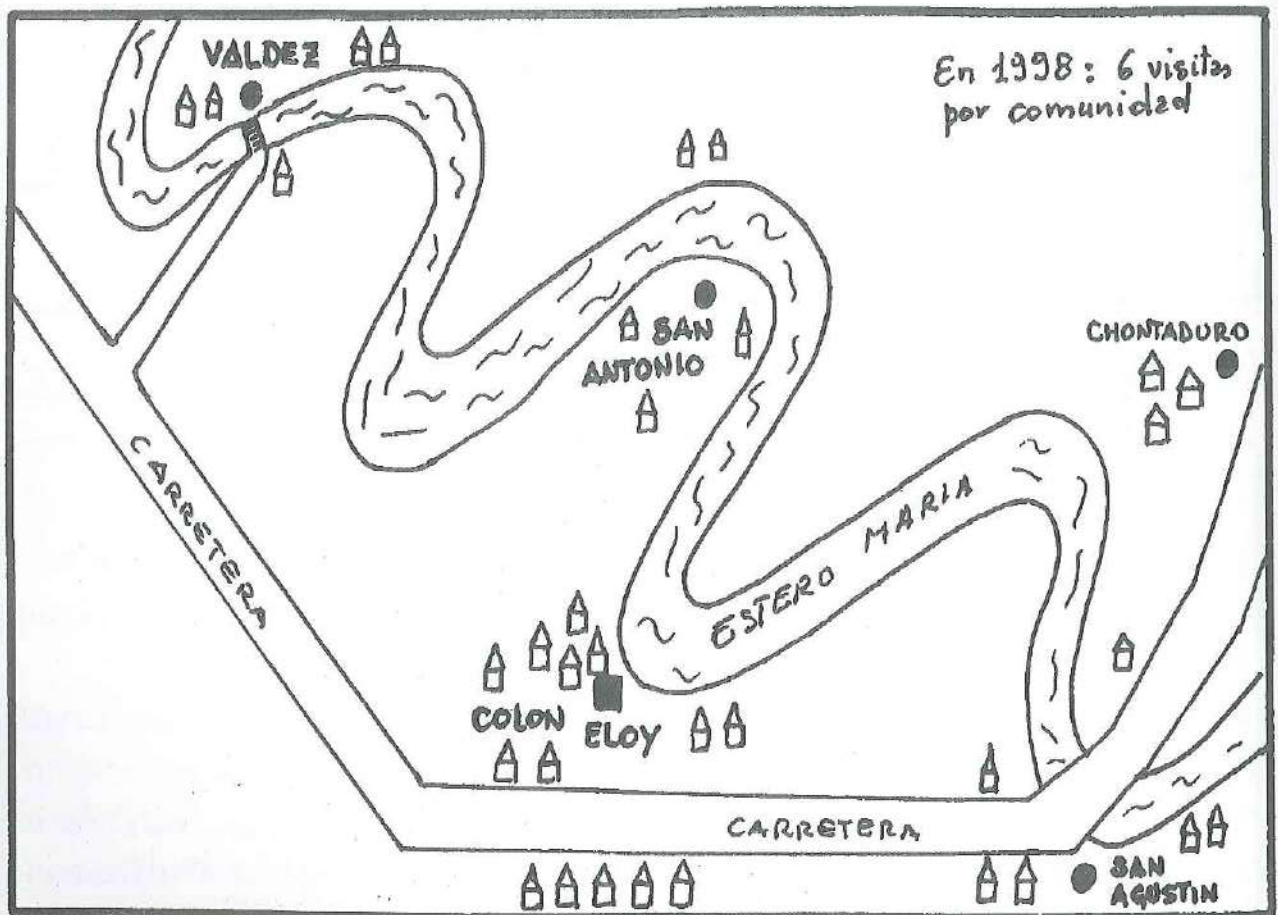 VALDEZ
En 1998: 6 visitas
por comunidad
SAN
ANTONIO
CHONTADURO
CARRETERA
ESTERO MARIA
COLON ELOY
CARRETERA
SAN
AGUSTIN